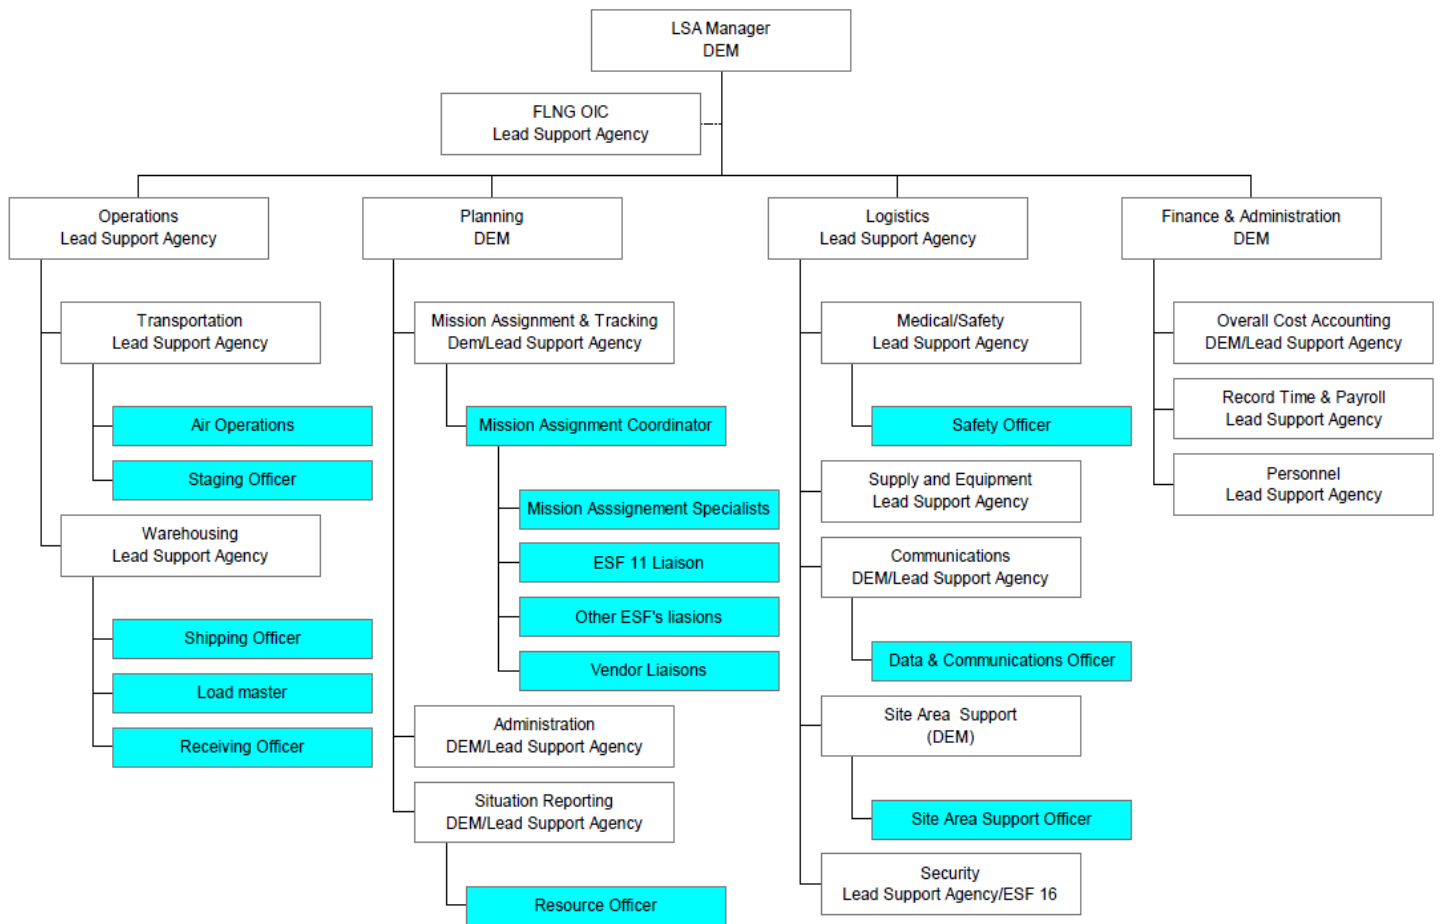 LSA Manager
DEM
FLNG OIC
Lead Support Agency
Operations
Lead Support Agency
Planning
DEM
Logistics
Lead Support Agency
Finance & Administration
DEM
Transportation
Lead Support Agency
Air Operations
Staging Officer
Warehousing
Lead Support Agency
Shipping Officer
Load master
Receiving Officer
Mission Assignment & Tracking
Dem/Lead Support Agency
Mission Assignment Coordinator
Mission Asssignement Specialists
ESF 11 Liaison
Other ESF's liasions
Vendor Liaisons
Administration
DEM/Lead Support Agency
Situation Reporting
DEM/Lead Support Agency
Resource Officer
Medical/Safety
Lead Support Agency
Safety Officer
Supply and Equipment
Lead Support Agency
Communications
DEM/Lead Support Agency
Data & Communications Officer
Site Area Support
(DEM)
Site Area Support Officer
Security
Lead Support Agency/ESF 16
Overall Cost Accounting
DEM/Lead Support Agency
Record Time & Payroll
Lead Support Agency
Personnel
Lead Support Agency